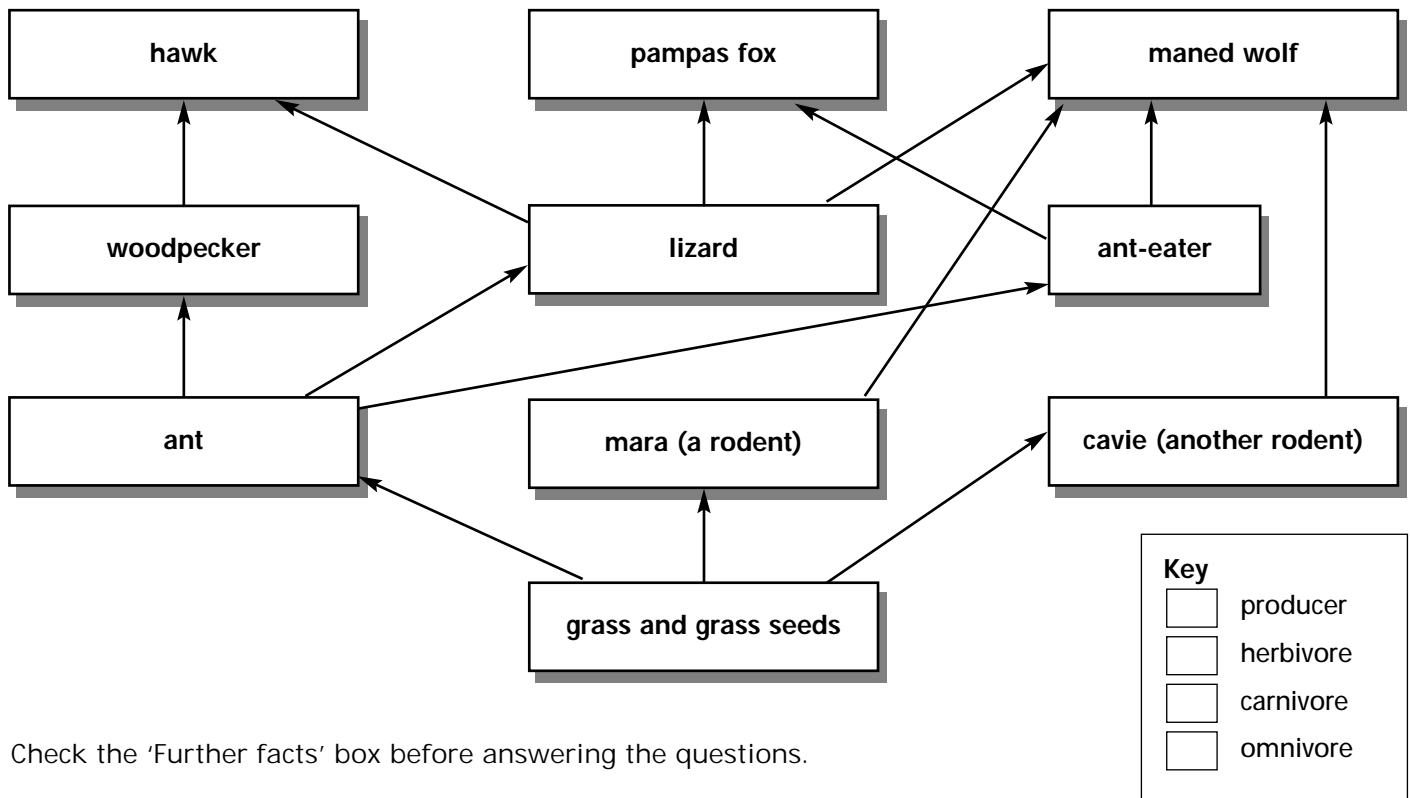 hawk
pampas fox
maned wolf
woodpecker
lizard
ant-eater
ant
mara (a rodent)
cavie (another rodent)
grass and grass seeds
Key
producer
herbivore
carnivore
omnivore
Check the ‘Further facts’ box before answering the questions.